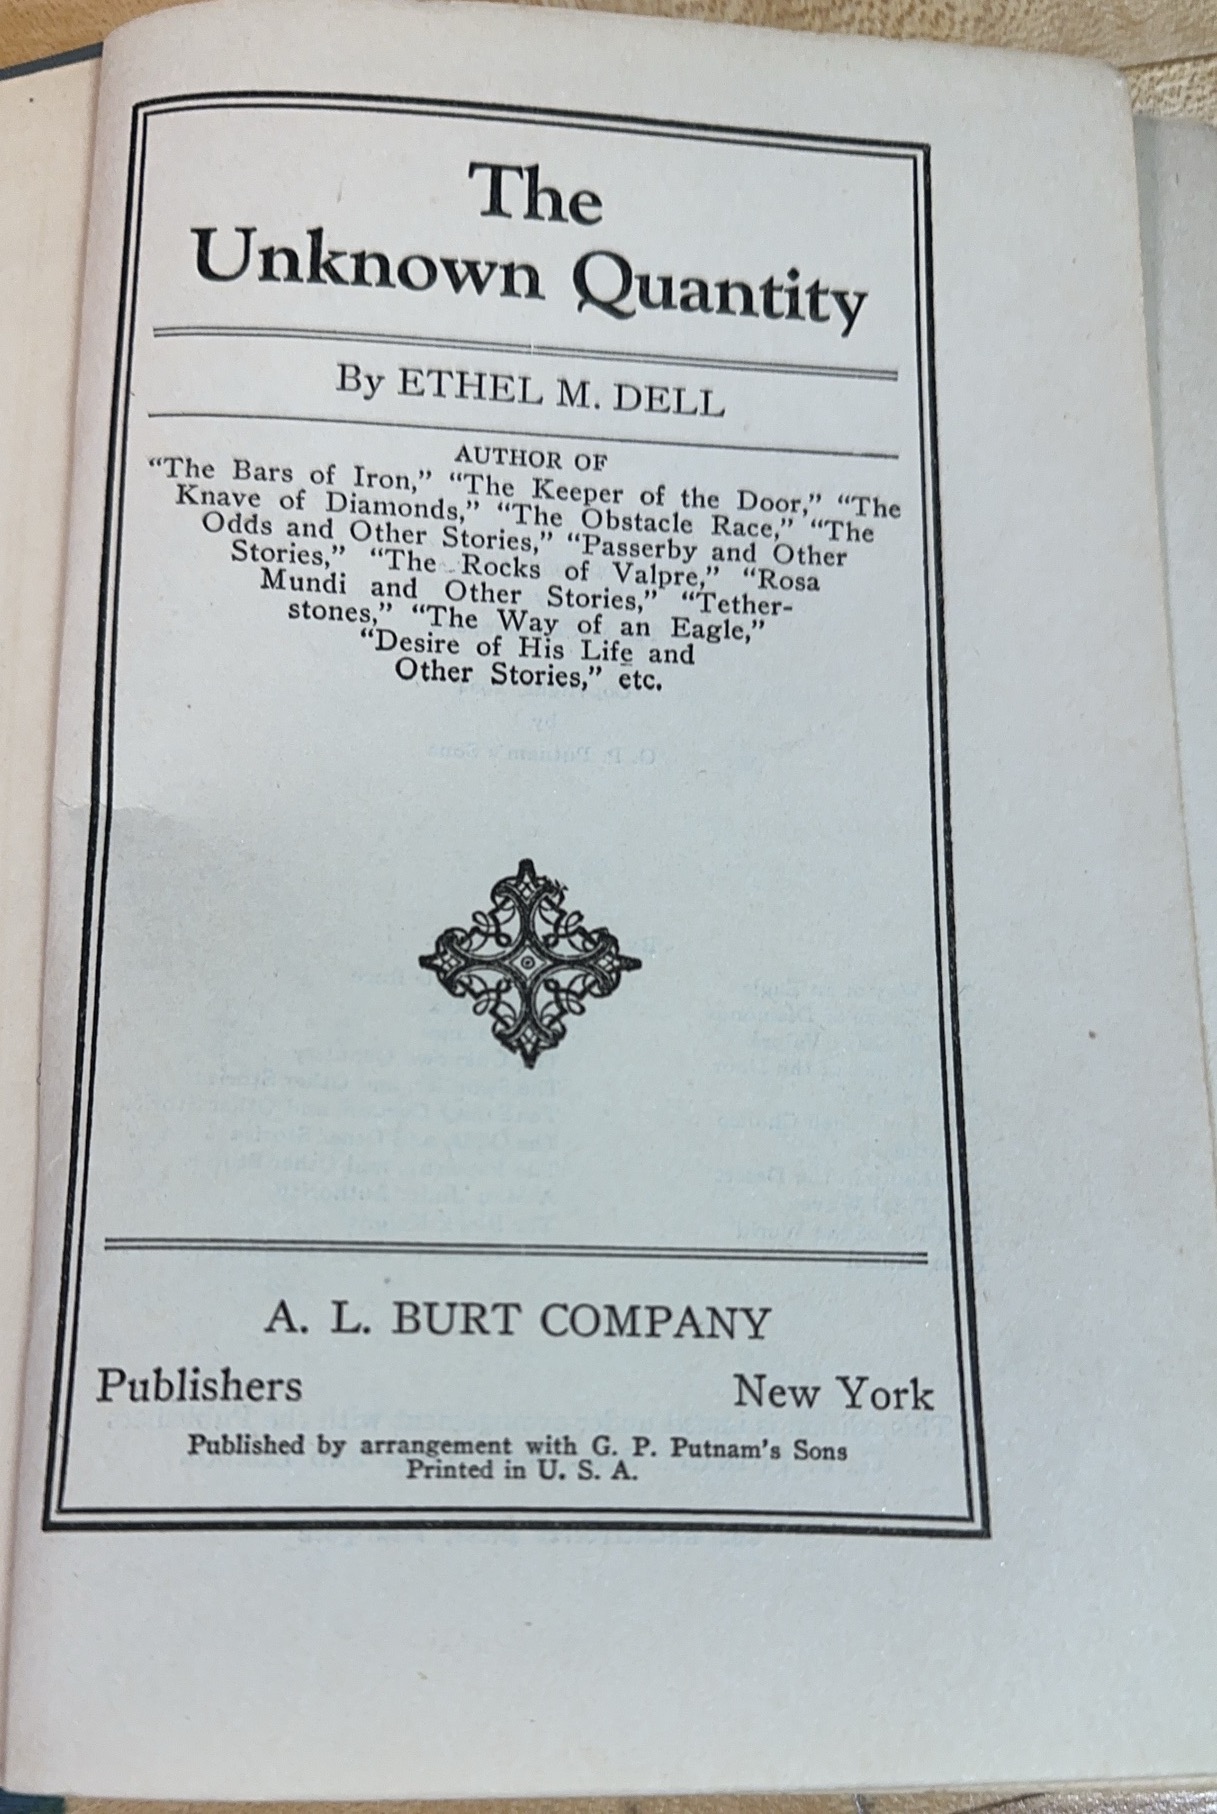 The
Unknown Quantity
By ETHEL M. DELL
AUTHOR OF
“The Bars of Iron,” “The Keeper of the Door,” “The
Knave of Diamonds,” “The Obstacle Race,” “The
Odds and Other Stories,” “Passerby and Other
Stories,” “The Rocks of Valpre,” “Rosa
Mundi and Other Stories,” “Tether-
stones,” “The Way of an Eagle,”
“Desire of His Life and
Other Stories,” etc.
A. L. BURT COMPANY
Publishers New York
Published by arrangement with G. P. Putnam’s Sons
Printed in U. S. A.